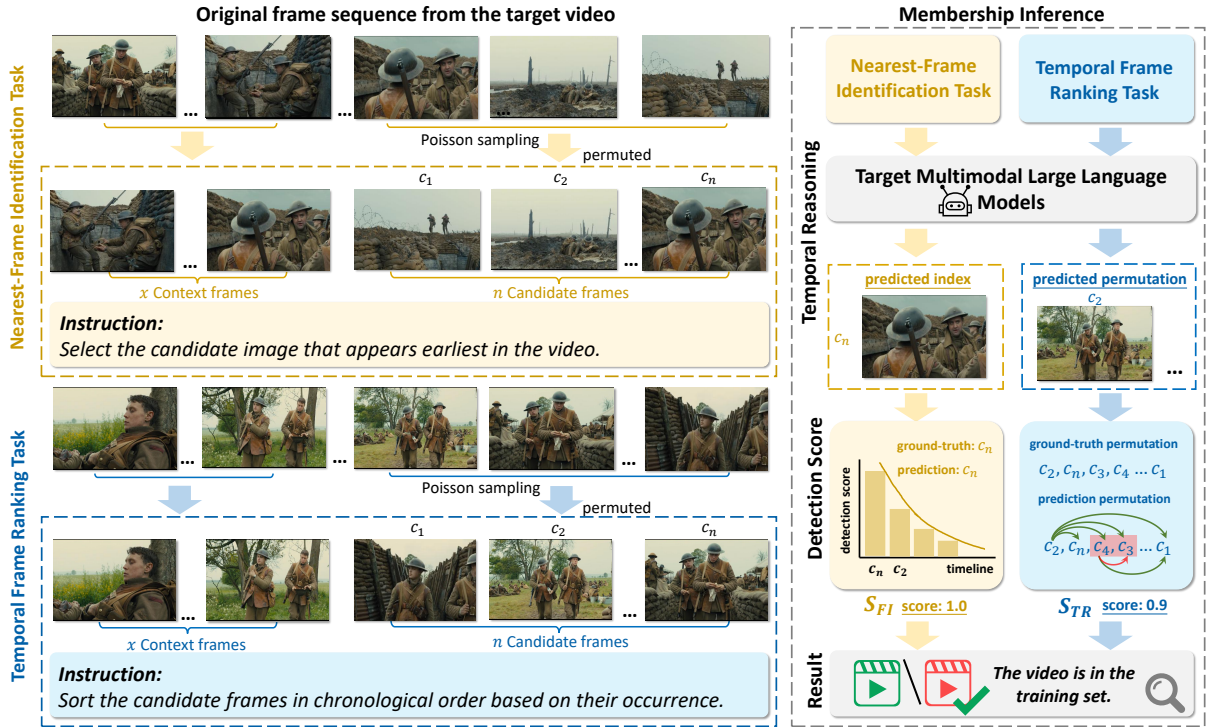 Original frame sequence from the target video
Nearest-Frame Identification Task
...
...
...
Poisson sampling
permuted
c₁
c₂
cₙ
...
...
x Context frames
n Candidate frames
Instruction:
Select the candidate image that appears earliest in the video.
Temporal Frame Ranking Task
...
...
...
Poisson sampling
permuted
c₁
c₂
cₙ
...
...
x Context frames
n Candidate frames
Instruction:
Sort the candidate frames in chronological order based on their occurrence.
Membership Inference
Temporal Reasoning
Nearest-Frame
Identification Task
Temporal Frame
Ranking Task
Target Multimodal Large Language
Models
predicted index
cₙ
predicted permutation
c₂
...
Detection Score
ground-truth: cₙ
prediction: cₙ
detection score
cₙ c₂ timeline
S_FI score: 1.0
ground-truth permutation
c₂, cₙ, c₃, c₄ ... c₁
prediction permutation
c₂, cₙ, c₄, c₃ ... c₁
S_TR score: 0.9
Result
The video is in the
training set.